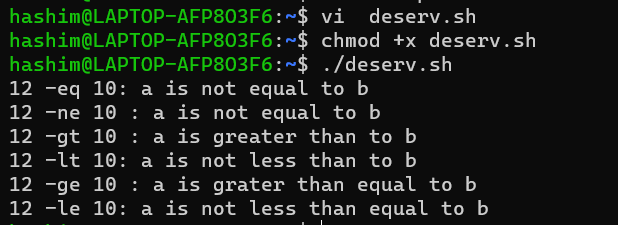 hashim@LAPTOP-AFP8O3F6:~$ vi  deserv.sh
hashim@LAPTOP-AFP8O3F6:~$ chmod +x deserv.sh
hashim@LAPTOP-AFP8O3F6:~$ ./deserv.sh
12 -eq 10: a is not equal to b
12 -ne 10 : a is not equal to b
12 -gt 10 : a is greater than to b
12 -lt 10: a is not less than to b
12 -ge 10 : a is grater than equal to b
12 -le 10: a is not less than equal to b